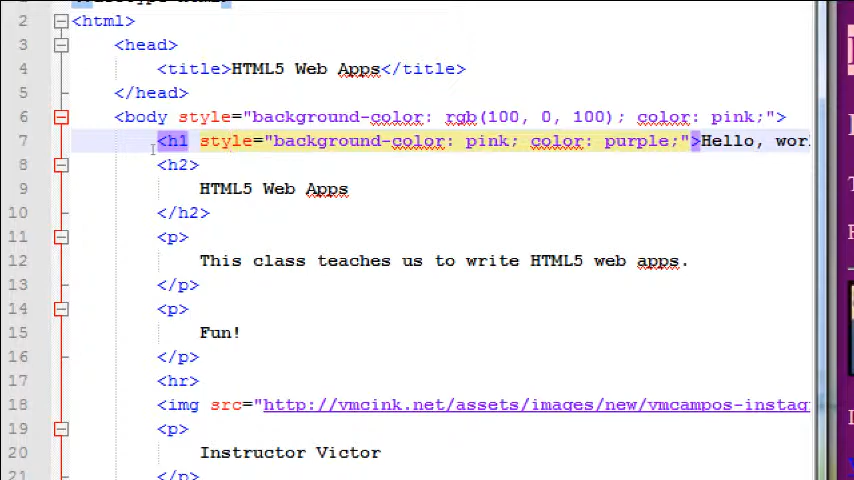 2 <html>
3 <head>
4 <title>HTML5 Web Apps</title>
5 </head>
6 <body style="background-color: rgb(100, 0, 100); color: pink;">
7 <h1 style="background-color: pink; color: purple;">Hello,
8 <h2>
9 HTML5 Web Apps
10 </h2>
11 <p>
12 This class teaches us to write HTML5 web apps.
13 </p>
14 <p>
15 Fun!
16 </p>
17 <hr>
18 <img src="http://vmcink.net/assets/images/new/vmcampos-instag
19 <p>
20 Instructor Victor
21 </p>